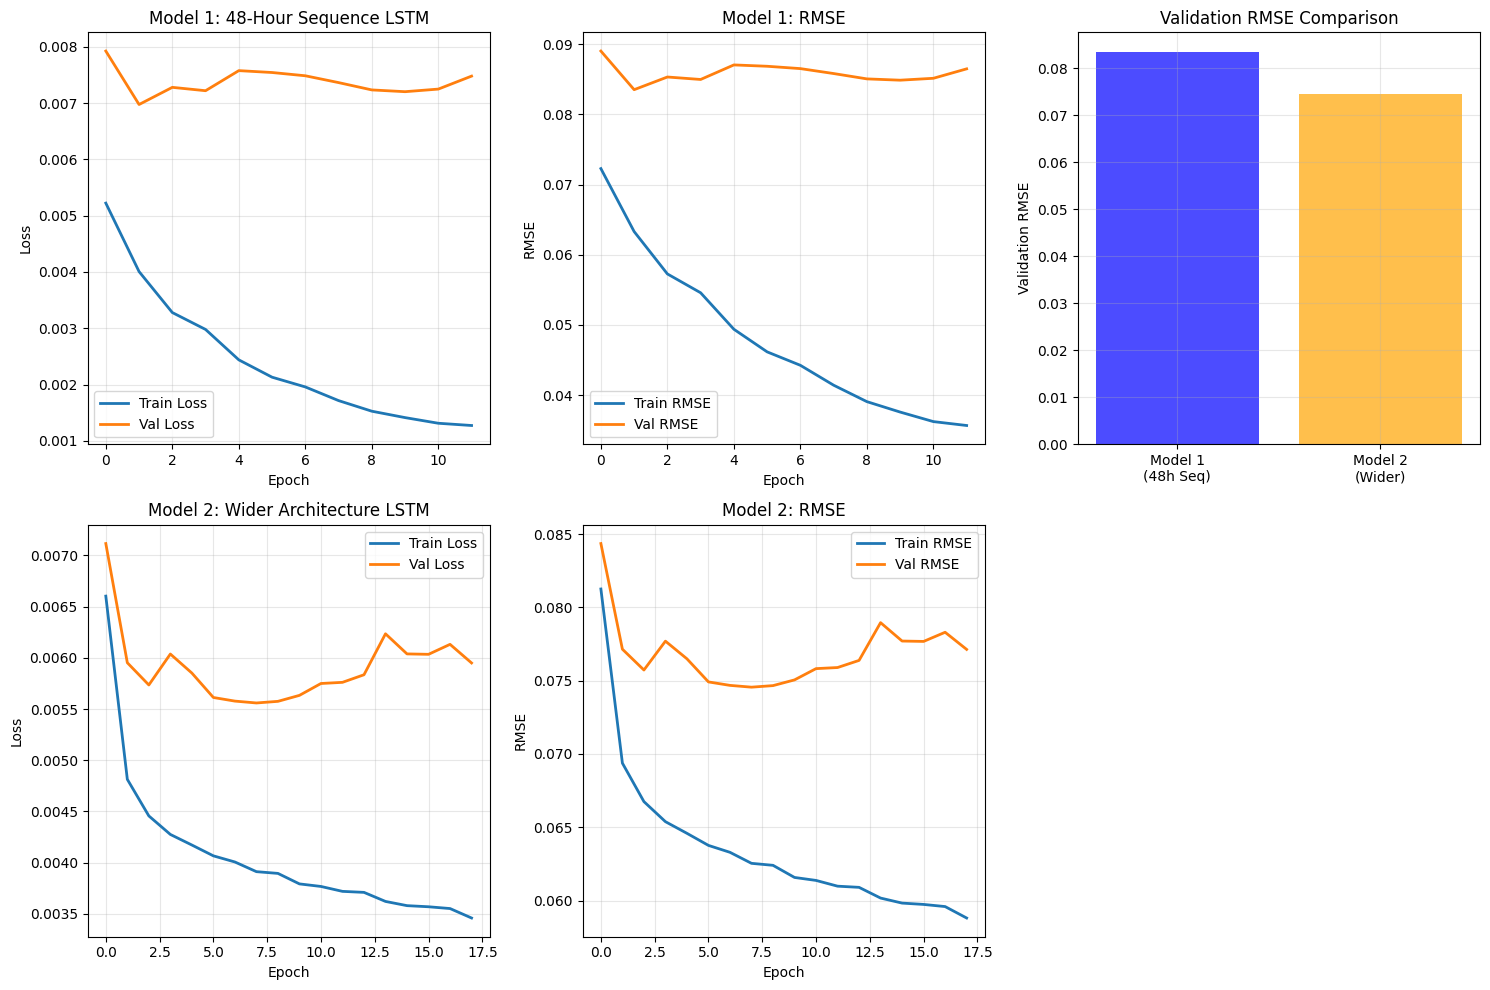 Model 1: 48-Hour Sequence LSTM
0.008
0.007
0.006
0.005
0.004
0.003
0.002
0.001
Loss
Train Loss
Val Loss
0 2 4 6 8 10
Epoch
Model 1: RMSE
0.09
0.08
0.07
0.06
0.05
0.04
RMSE
Train RMSE
Val RMSE
0 2 4 6 8 10
Epoch
Validation RMSE Comparison
0.08
0.07
0.06
0.05
0.04
0.03
0.02
0.01
0.00
Validation RMSE
Model 1 Model 2
(48h Seq) (Wider)
Model 2: Wider Architecture LSTM
Train Loss
Val Loss
0.0070
0.0065
0.0060
0.0055
0.0050
0.0045
0.0040
0.0035
Loss
0.0 2.5 5.0 7.5 10.0 12.5 15.0 17.5
Epoch
Model 2: RMSE
Train RMSE
Val RMSE
0.085
0.080
0.075
0.070
0.065
0.060
RMSE
0.0 2.5 5.0 7.5 10.0 12.5 15.0 17.5
Epoch